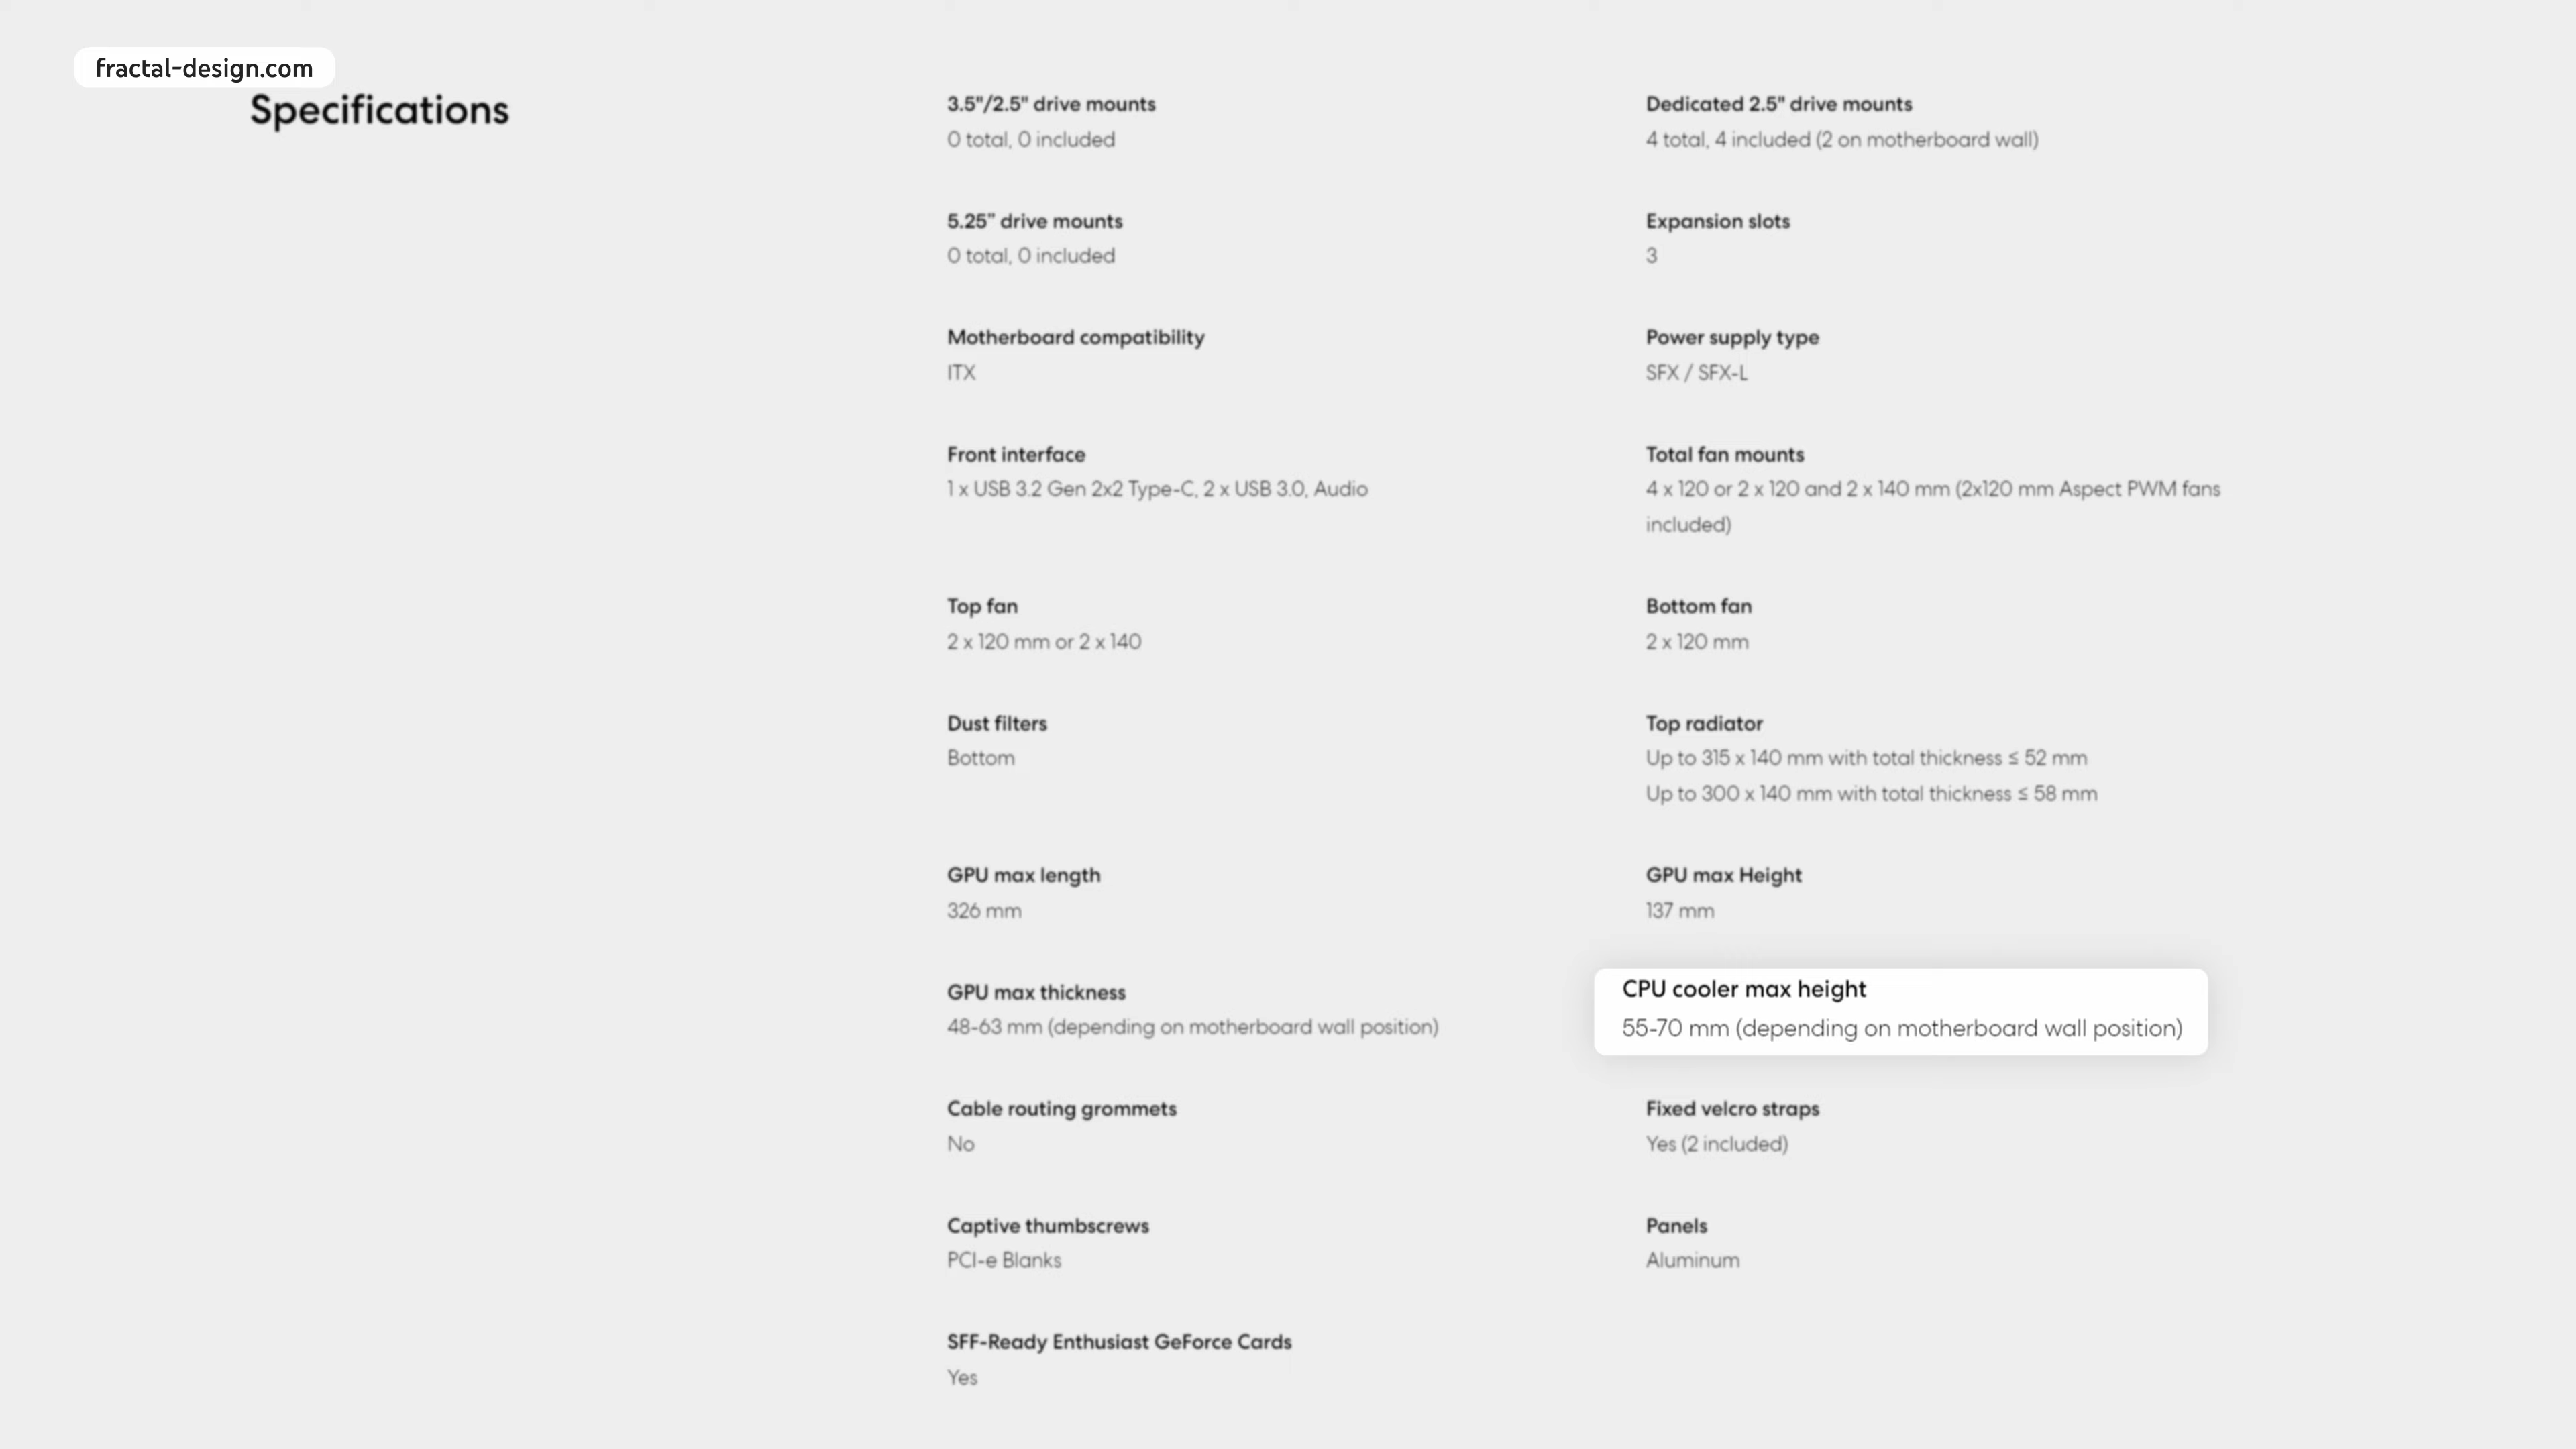 fractal-design.com
Specifications
3.5"/2.5" drive mounts
0 total, 0 included
Dedicated 2.5" drive mounts
4 total, 4 included (2 on motherboard wall)
5.25" drive mounts
0 total, 0 included
Expansion slots
3
Motherboard compatibility
ITX
Power supply type
SFX / SFX-L
Front interface
1 x USB 3.2 Gen 2x2 Type-C, 2 x USB 3.0, Audio
Total fan mounts
4 x 120 or 2 x 120 and 2 x 140 mm (2x120 mm Aspect PWM fans
included)
Top fan
2 x 120 mm or 2 x 140
Bottom fan
2 x 120 mm
Dust filters
Bottom
Top radiator
Up to 315 x 140 mm with total thickness ≤ 52 mm
Up to 300 x 140 mm with total thickness ≤ 58 mm
GPU max length
326 mm
GPU max Height
137 mm
GPU max thickness
48-63 mm (depending on motherboard wall position)
CPU cooler max height
55-70 mm (depending on motherboard wall position)
Cable routing grommets
No
Fixed velcro straps
Yes (2 included)
Captive thumbscrews
PCI-e Blanks
Panels
Aluminum
SFF-Ready Enthusiast GeForce Cards
Yes